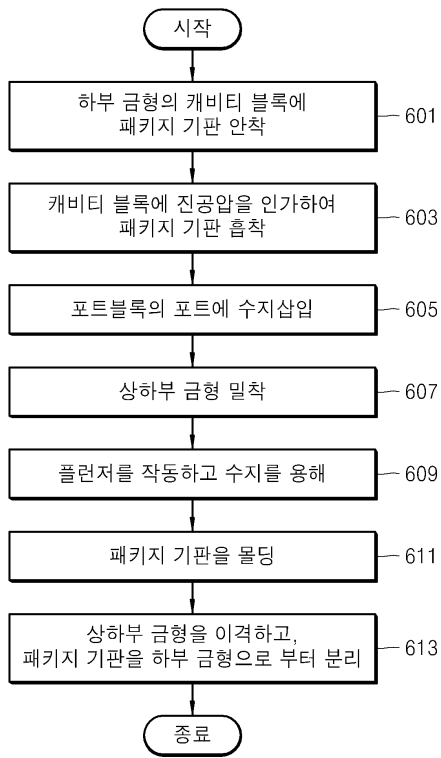 시작
하부 금형의 캐비티 블록에
패키지 기판 안착
601
캐비티 블록에 진공압을 인가하여
패키지 기판 흡착
603
포트블록의 포트에 수지삽입
605
상하부 금형 밀착
607
플런저를 작동하고 수지를 용해
609
패키지 기판을 몰딩
611
상하부 금형을 이격하고,
패키지 기판을 하부 금형으로 부터 분리
613
종료